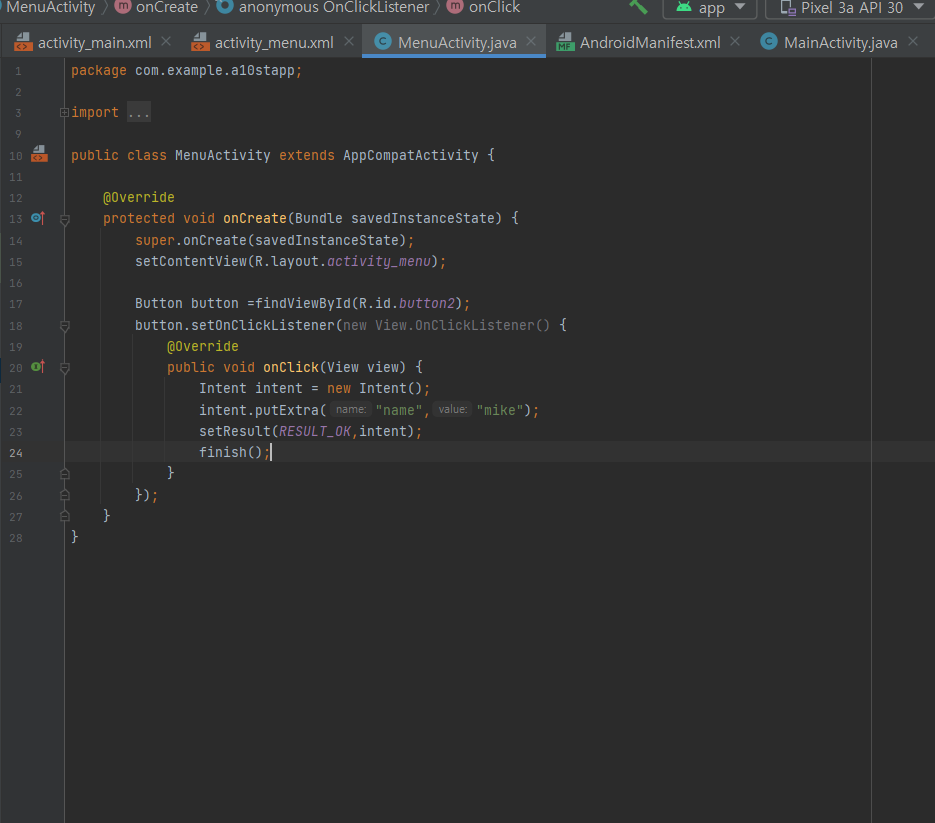 MenuActivity onCreate anonymous OnClickListener onClick app Pixel 3a API 30
activity_main.xml activity_menu.xml MenuActivity.java AndroidManifest.xml MainActivity.java
1 package com.example.a10stapp;
2
3 import ...
9
10 public class MenuActivity extends AppCompatActivity {
11
12 @Override
13 protected void onCreate(Bundle savedInstanceState) {
14 super.onCreate(savedInstanceState);
15 setContentView(R.layout.activity_menu);
16
17 Button button =findViewById(R.id.button2);
18 button.setOnClickListener(new View.OnClickListener() {
19 @Override
20 public void onClick(View view) {
21 Intent intent = new Intent();
22 intent.putExtra( name: "name", value: "mike");
23 setResult(RESULT_OK,intent);
24 finish();
25 }
26 });
27 }
28 }